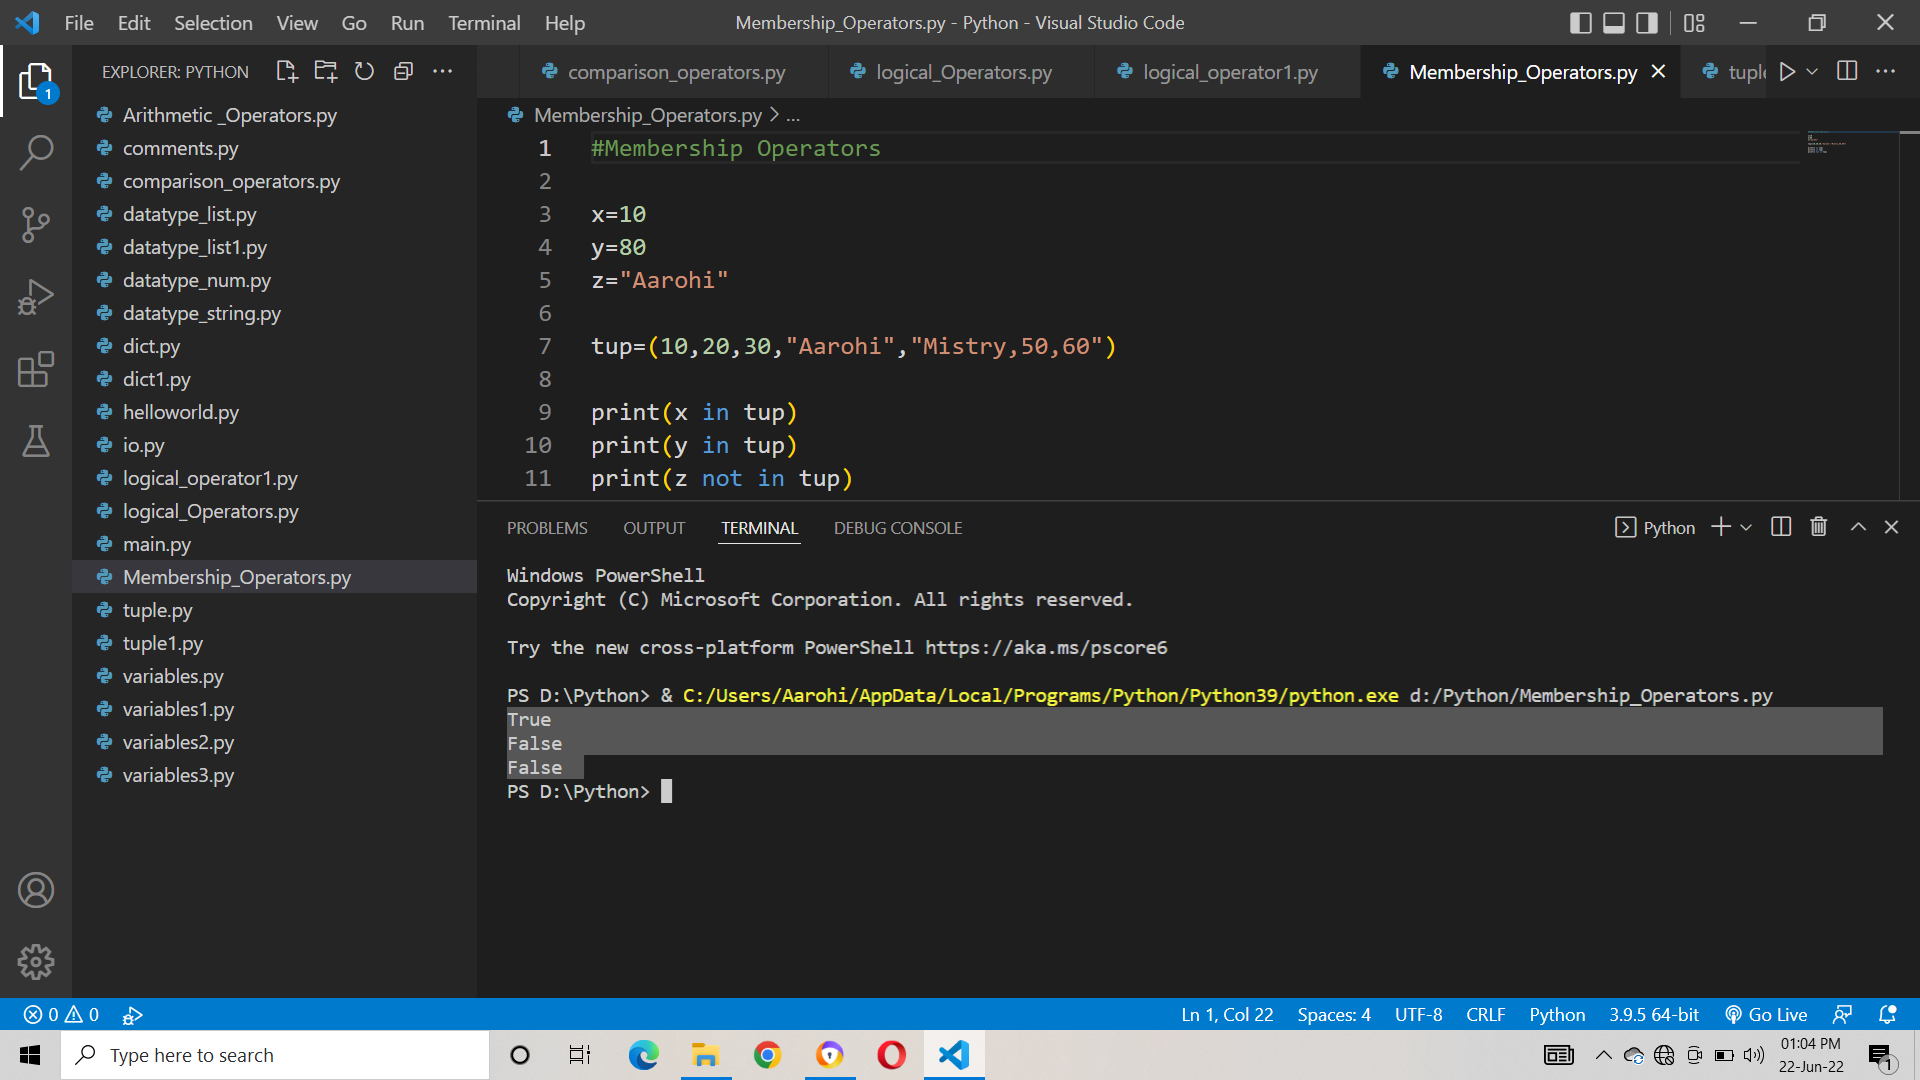 File Edit Selection View Go Run Terminal Help
Membership_Operators.py - Python - Visual Studio Code
EXPLORER: PYTHON
1
Arithmetic _Operators.py
comments.py
comparison_operators.py
datatype_list.py
datatype_list1.py
datatype_num.py
datatype_string.py
dict.py
dict1.py
helloworld.py
io.py
logical_operator1.py
logical_Operators.py
main.py
Membership_Operators.py
tuple.py
tuple1.py
variables.py
variables1.py
variables2.py
variables3.py
comparison_operators.py logical_Operators.py logical_operator1.py Membership_Operators.py tuple
Membership_Operators.py > ...
1 #Membership Operators
2
3 x=10
4 y=80
5 z="Aarohi"
6
7 tup=(10,20,30,"Aarohi","Mistry,50,60")
8
9 print(x in tup)
10 print(y in tup)
11 print(z not in tup)
PROBLEMS OUTPUT TERMINAL DEBUG CONSOLE
Python
Windows PowerShell
Copyright (C) Microsoft Corporation. All rights reserved.
Try the new cross-platform PowerShell https://aka.ms/pscore6
PS D:\Python> & C:/Users/Aarohi/AppData/Local/Programs/Python/Python39/python.exe d:/Python/Membership_Operators.py
True
False
False
PS D:\Python>
0 0
Ln 1, Col 22 Spaces: 4 UTF-8 CRLF Python 3.9.5 64-bit Go Live
Type here to search
01:04 PM
22-Jun-22
1